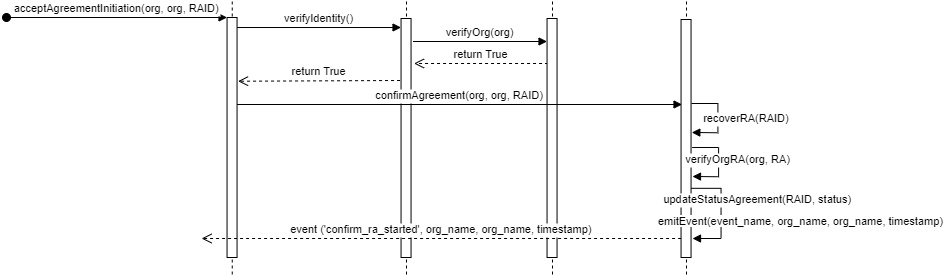 acceptAgreementInitiation(org, org, RAID)
verifyIdentity()
verifyOrg(org)
return True
return True
confirmAgreement(org, org, RAID)
recoverRA(RAID)
verifyOrgRA(org, RA)
updateStatusAgreement(RAID, status)
emitEvent(event_name, org_name, org_name, timestamp)
event ('confirm_ra_started', org_name, org_name, timestamp)